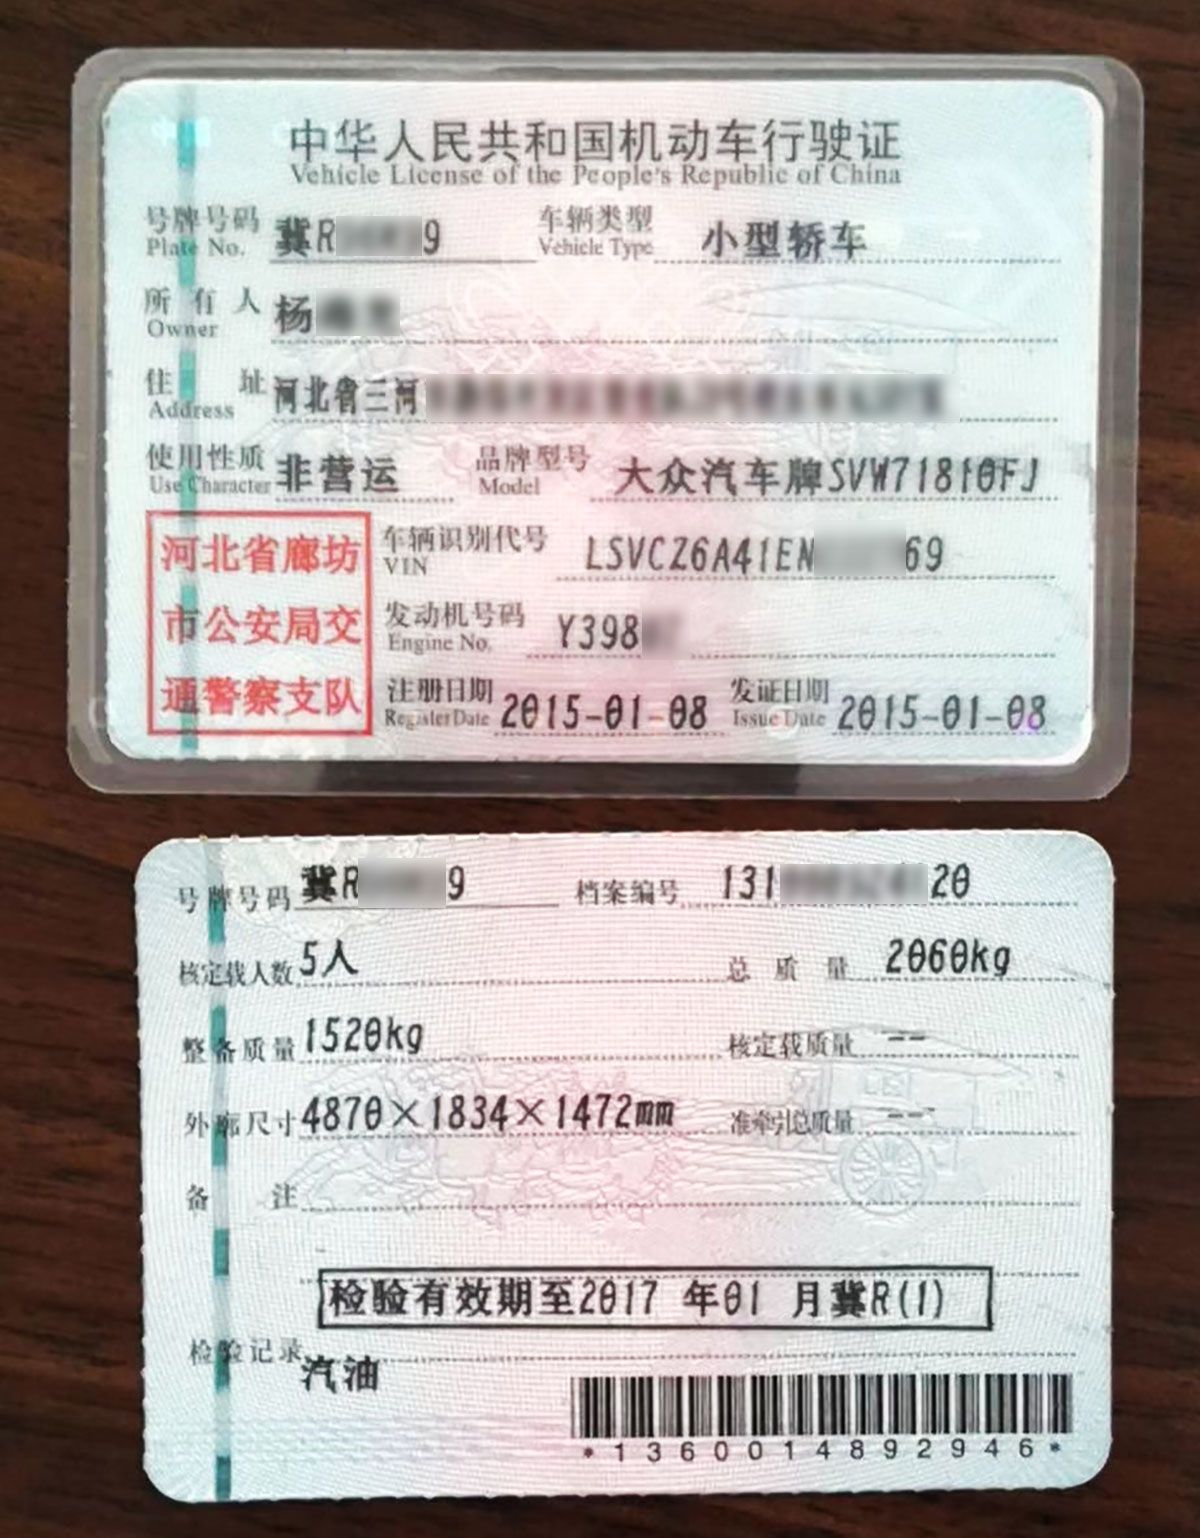 中华人民共和国机动车行驶证
Vehicle License of the People's Republic of China
号牌号码 冀R 9 车辆类型 小型轿车
Plate No. Vehicle Type
所有人 杨
Owner
住址 河北省三河
Address
使用性质 非营运 品牌型号 大众汽车牌SVW71810FJ
Use Character Model
河北省廊坊
市公安局交
通警察支队
车辆识别代号 LSVCZ6A41EN 69
VIN
发动机号码 Y398
Engine No.
注册日期 2015-01-08 发证日期 2015-01-08
Register Date Issue Date
号牌号码 冀R 9 档案编号 131 20
核定载人数 5人 总质量 2060kg
整备质量 1520kg 核定载质量 --
外廓尺寸 4870×1834×1472mm 准牵引总质量 --
备注
检验有效期至2017 年01 月冀R(1)
检验记录
汽油
*1360014892946*